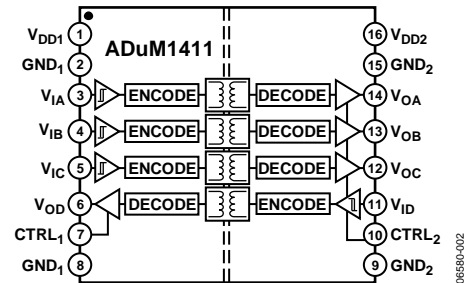 ADuM1411
VDD1 1 16 VDD2
GND1 2 15 GND2
VIA 3 ENCODE DECODE 14 VOA
VIB 4 ENCODE DECODE 13 VOB
VIC 5 ENCODE DECODE 12 VOC
VOD 6 DECODE ENCODE 11 VID
CTRL1 7 10 CTRL2
GND1 8 9 GND2
06580-002